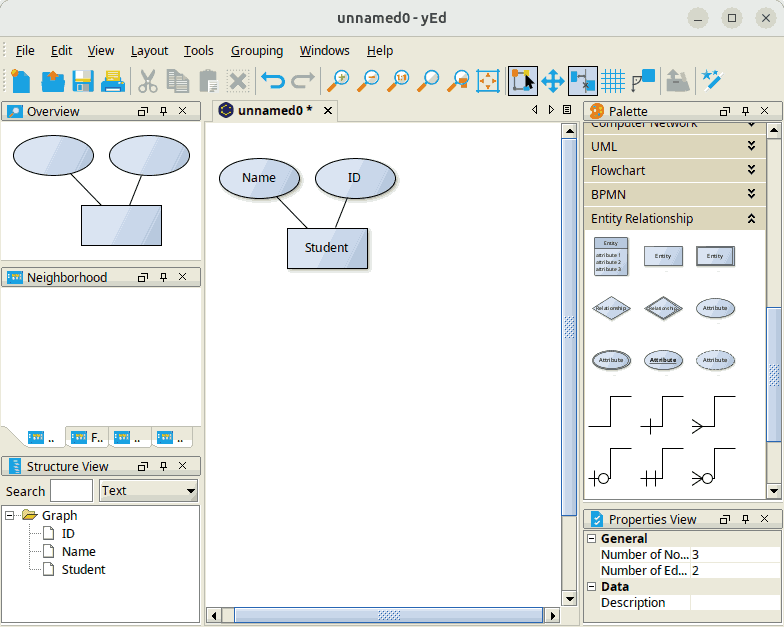 unnamed0 - yEd
File Edit View Layout Tools Grouping Windows Help
Overview
unnamed0 *
Name
ID
Student
Neighborhood
..
F..
..
..
Structure View
Search
Text
Graph
ID
Name
Student
Palette
Computer Network
UML
Flowchart
BPMN
Entity Relationship
Entity
attribute 1
attribute 2
attribute 3
Entity
Entity
Relationship
Relationship
Attribute
Attribute
Attribute
Attribute
Properties View
General
Number of No... 3
Number of Ed... 2
Data
Description